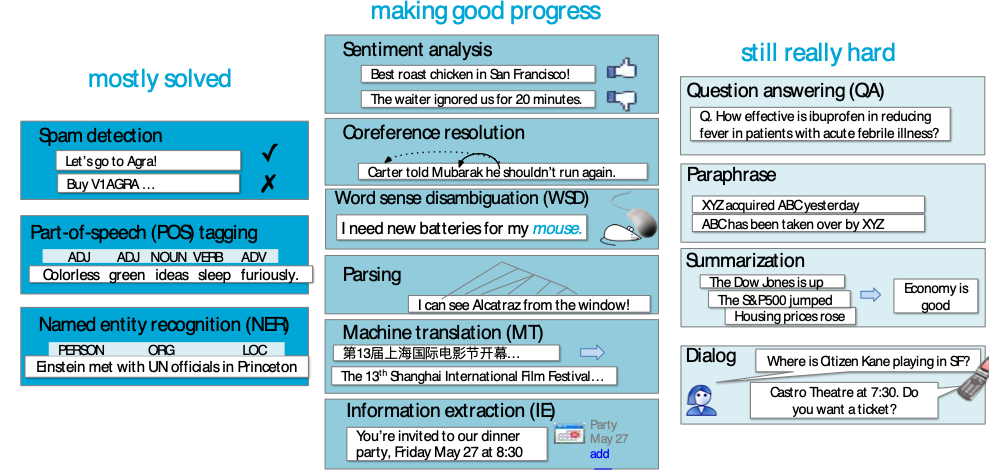 making good progress
mostly solved
still really hard
Spam detection
Let's go to Agra!
Buy V1AGRA …
Part-of-speech (POS) tagging
ADJ ADJ NOUN VERB ADV
Colorless green ideas sleep furiously.
Named entity recognition (NER)
PERSON ORG LOC
Einstein met with UN officials in Princeton
Sentiment analysis
Best roast chicken in San Francisco!
The waiter ignored us for 20 minutes.
Coreference resolution
Carter told Mubarak he shouldn't run again.
Word sense disambiguation (WSD)
I need new batteries for my mouse.
Parsing
I can see Alcatraz from the window!
Machine translation (MT)
第13届上海国际电影节开幕…
The 13th Shanghai International Film Festival…
Information extraction (IE)
You're invited to our dinner
party, Friday May 27 at 8:30
Party
May 27
add
Question answering (QA)
Q. How effective is ibuprofen in reducing
fever in patients with acute febrile illness?
Paraphrase
XYZ acquired ABC yesterday
ABC has been taken over by XYZ
Summarization
The Dow Jones is up
The S&P500 jumped
Housing prices rose
Economy is
good
Dialog
Where is Citizen Kane playing in SF?
Castro Theatre at 7:30. Do
you want a ticket?